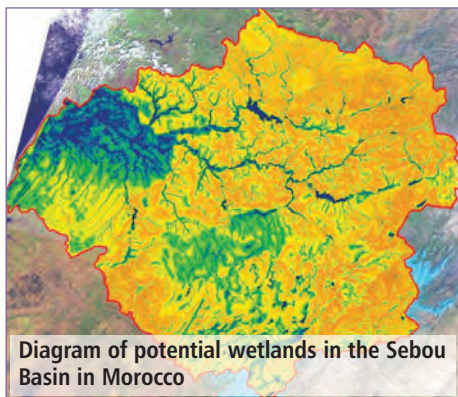 Diagram of potential wetlands in the Sebou
Basin in Morocco